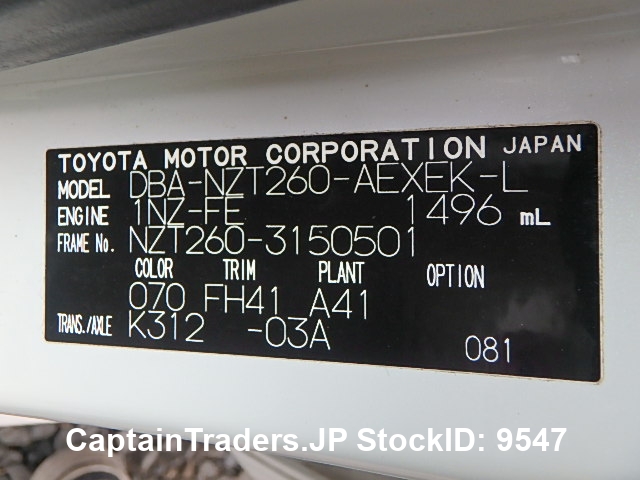 TOYOTA MOTOR CORPORATION JAPAN
MODEL DBA-NZT260-AEXEK-L
ENGINE 1NZ-FE 1496 mL
FRAME No. NZT260-3150501
COLOR TRIM PLANT OPTION
070 FH41 A41
TRANS./AXLE K312 -03A
081
CaptainTraders.JP StockID: 9547